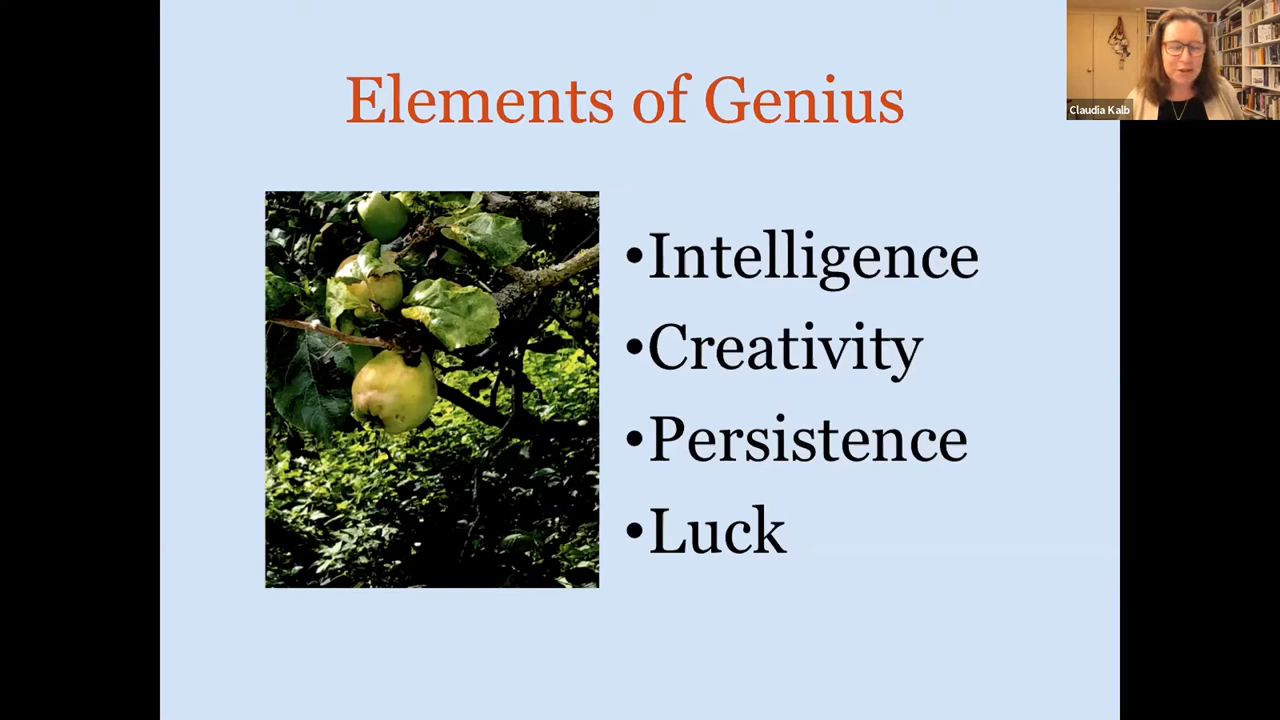 Elements of Genius
Claudia Kalb
•Intelligence
•Creativity
•Persistence
•Luck